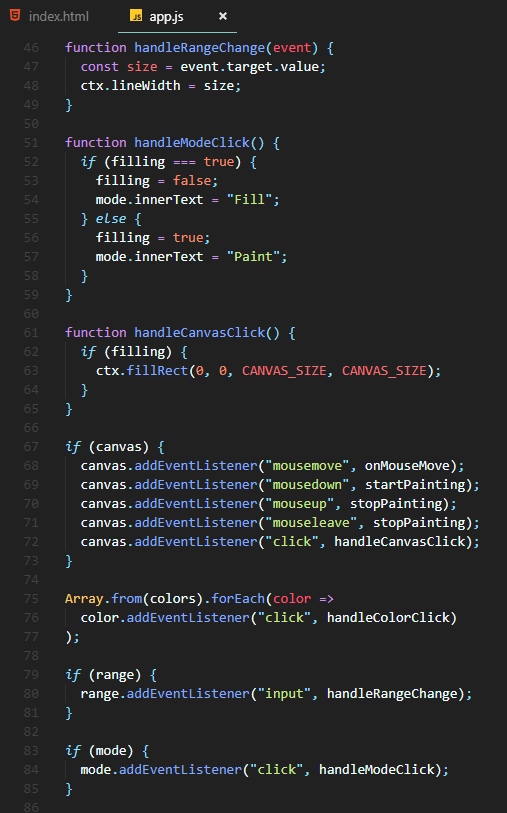 index.html
JS app.js ×
46 function handleRangeChange(event) {
47   const size = event.target.value;
48   ctx.lineWidth = size;
49 }
50
51 function handleModeClick() {
52   if (filling === true) {
53     filling = false;
54     mode.innerText = "Fill";
55   } else {
56     filling = true;
57     mode.innerText = "Paint";
58   }
59 }
60
61 function handleCanvasClick() {
62   if (filling) {
63     ctx.fillRect(0, 0, CANVAS_SIZE, CANVAS_SIZE);
64   }
65 }
66
67 if (canvas) {
68   canvas.addEventListener("mousemove", onMouseMove);
69   canvas.addEventListener("mousedown", startPainting);
70   canvas.addEventListener("mouseup", stopPainting);
71   canvas.addEventListener("mouseleave", stopPainting);
72   canvas.addEventListener("click", handleCanvasClick);
73 }
74
75 Array.from(colors).forEach(color =>
76   color.addEventListener("click", handleColorClick)
77 );
78
79 if (range) {
80   range.addEventListener("input", handleRangeChange);
81 }
82
83 if (mode) {
84   mode.addEventListener("click", handleModeClick);
85 }
86